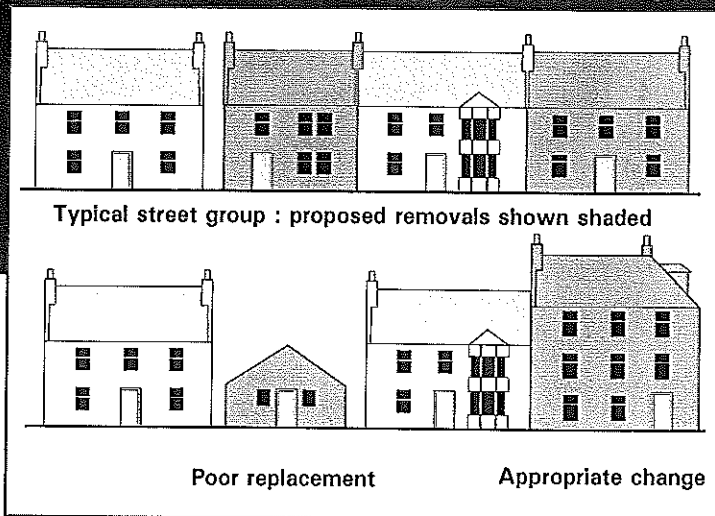 Typical street group : proposed removals shown shaded
Poor replacement Appropriate change